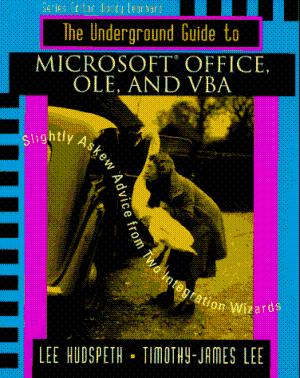 Series Editor Woody Leonhard
The Underground Guide to
MICROSOFT® OFFICE,
OLE, AND VBA
Slightly Askew Advice from Two Integration Wizards
LEE HUDSPETH • TIMOTHY-JAMES LEE